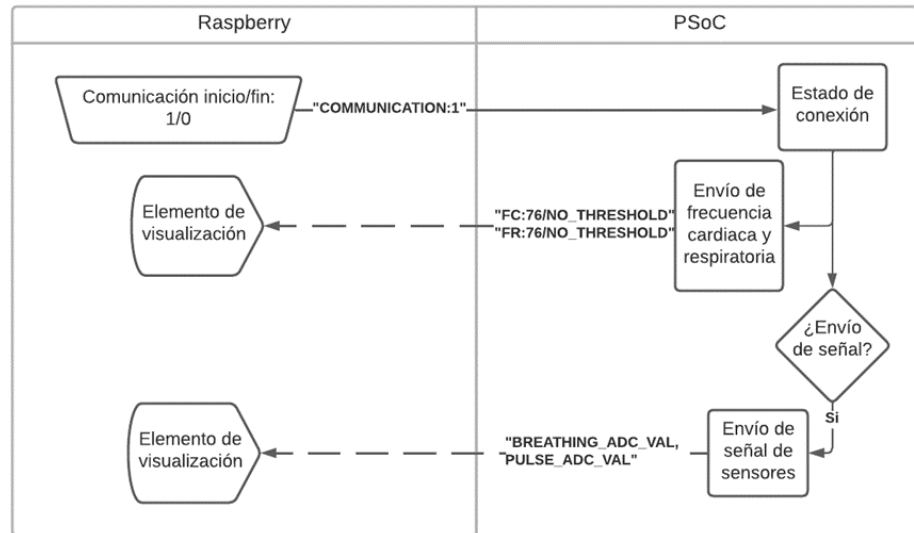 Raspberry
PSoC
Comunicación inicio/fin:
1/0
"COMMUNICATION:1"
Estado de
conexión
Elemento de
visualización
"FC:76/NO_THRESHOLD"
"FR:76/NO_THRESHOLD"
Envío de
frecuencia
cardiaca y
respiratoria
¿Envío
de señal?
Si
Elemento de
visualización
"BREATHING_ADC_VAL,
PULSE_ADC_VAL"
Envío de
señal de
sensores